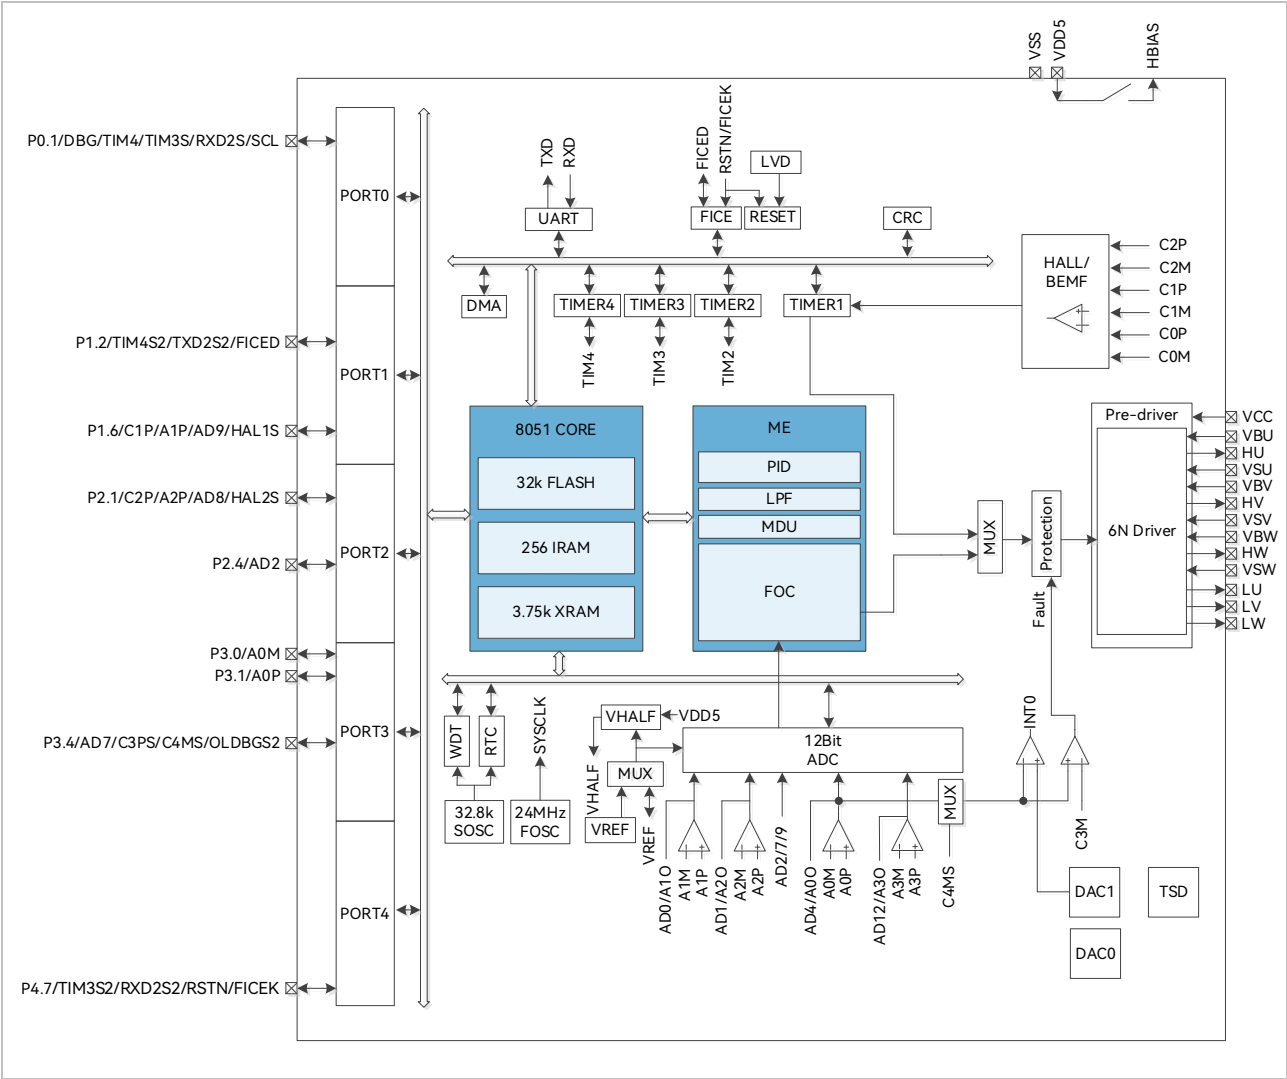 VSS
VDD5
HBIAS
P0.1/DBG/TIM4/TIM3S/RXD2S/SCL
P1.2/TIM4S2/TXD2S2/FICED
P1.6/C1P/A1P/AD9/HAL1S
P2.1/C2P/A2P/AD8/HAL2S
P2.4/AD2
P3.0/A0M
P3.1/A0P
P3.4/AD7/C3PS/C4MS/OLDBGS2
P4.7/TIM3S2/RXD2S2/RSTN/FICEK
PORT0
PORT1
PORT2
PORT3
PORT4
TXD
RXD
UART
FICED
RSTN/FICEK
LVD
FICE
RESET
CRC
DMA
TIMER4
TIMER3
TIMER2
TIMER1
TIM4
TIM3
TIM2
HALL/
BEMF
C2P
C2M
C1P
C1M
C0P
C0M
8051 CORE
32k FLASH
256 IRAM
3.75k XRAM
ME
PID
LPF
MDU
FOC
MUX
Protection
Fault
Pre-driver
6N Driver
VCC
VBU
HU
VSU
VBV
HV
VSV
VBW
HW
VSW
LU
LV
LW
WDT
RTC
32.8k
SOSC
SYSCLK
24MHz
FOSC
VHALF
VDD5
VHALF
MUX
VREF
VREF
12Bit
ADC
AD0/A1O
A1M
A1P
AD1/A2O
A2M
A2P
AD2/7/9
AD4/A0O
A0M
A0P
AD12/A3O
A3M
A3P
MUX
C4MS
INT0
C3M
DAC1
TSD
DAC0